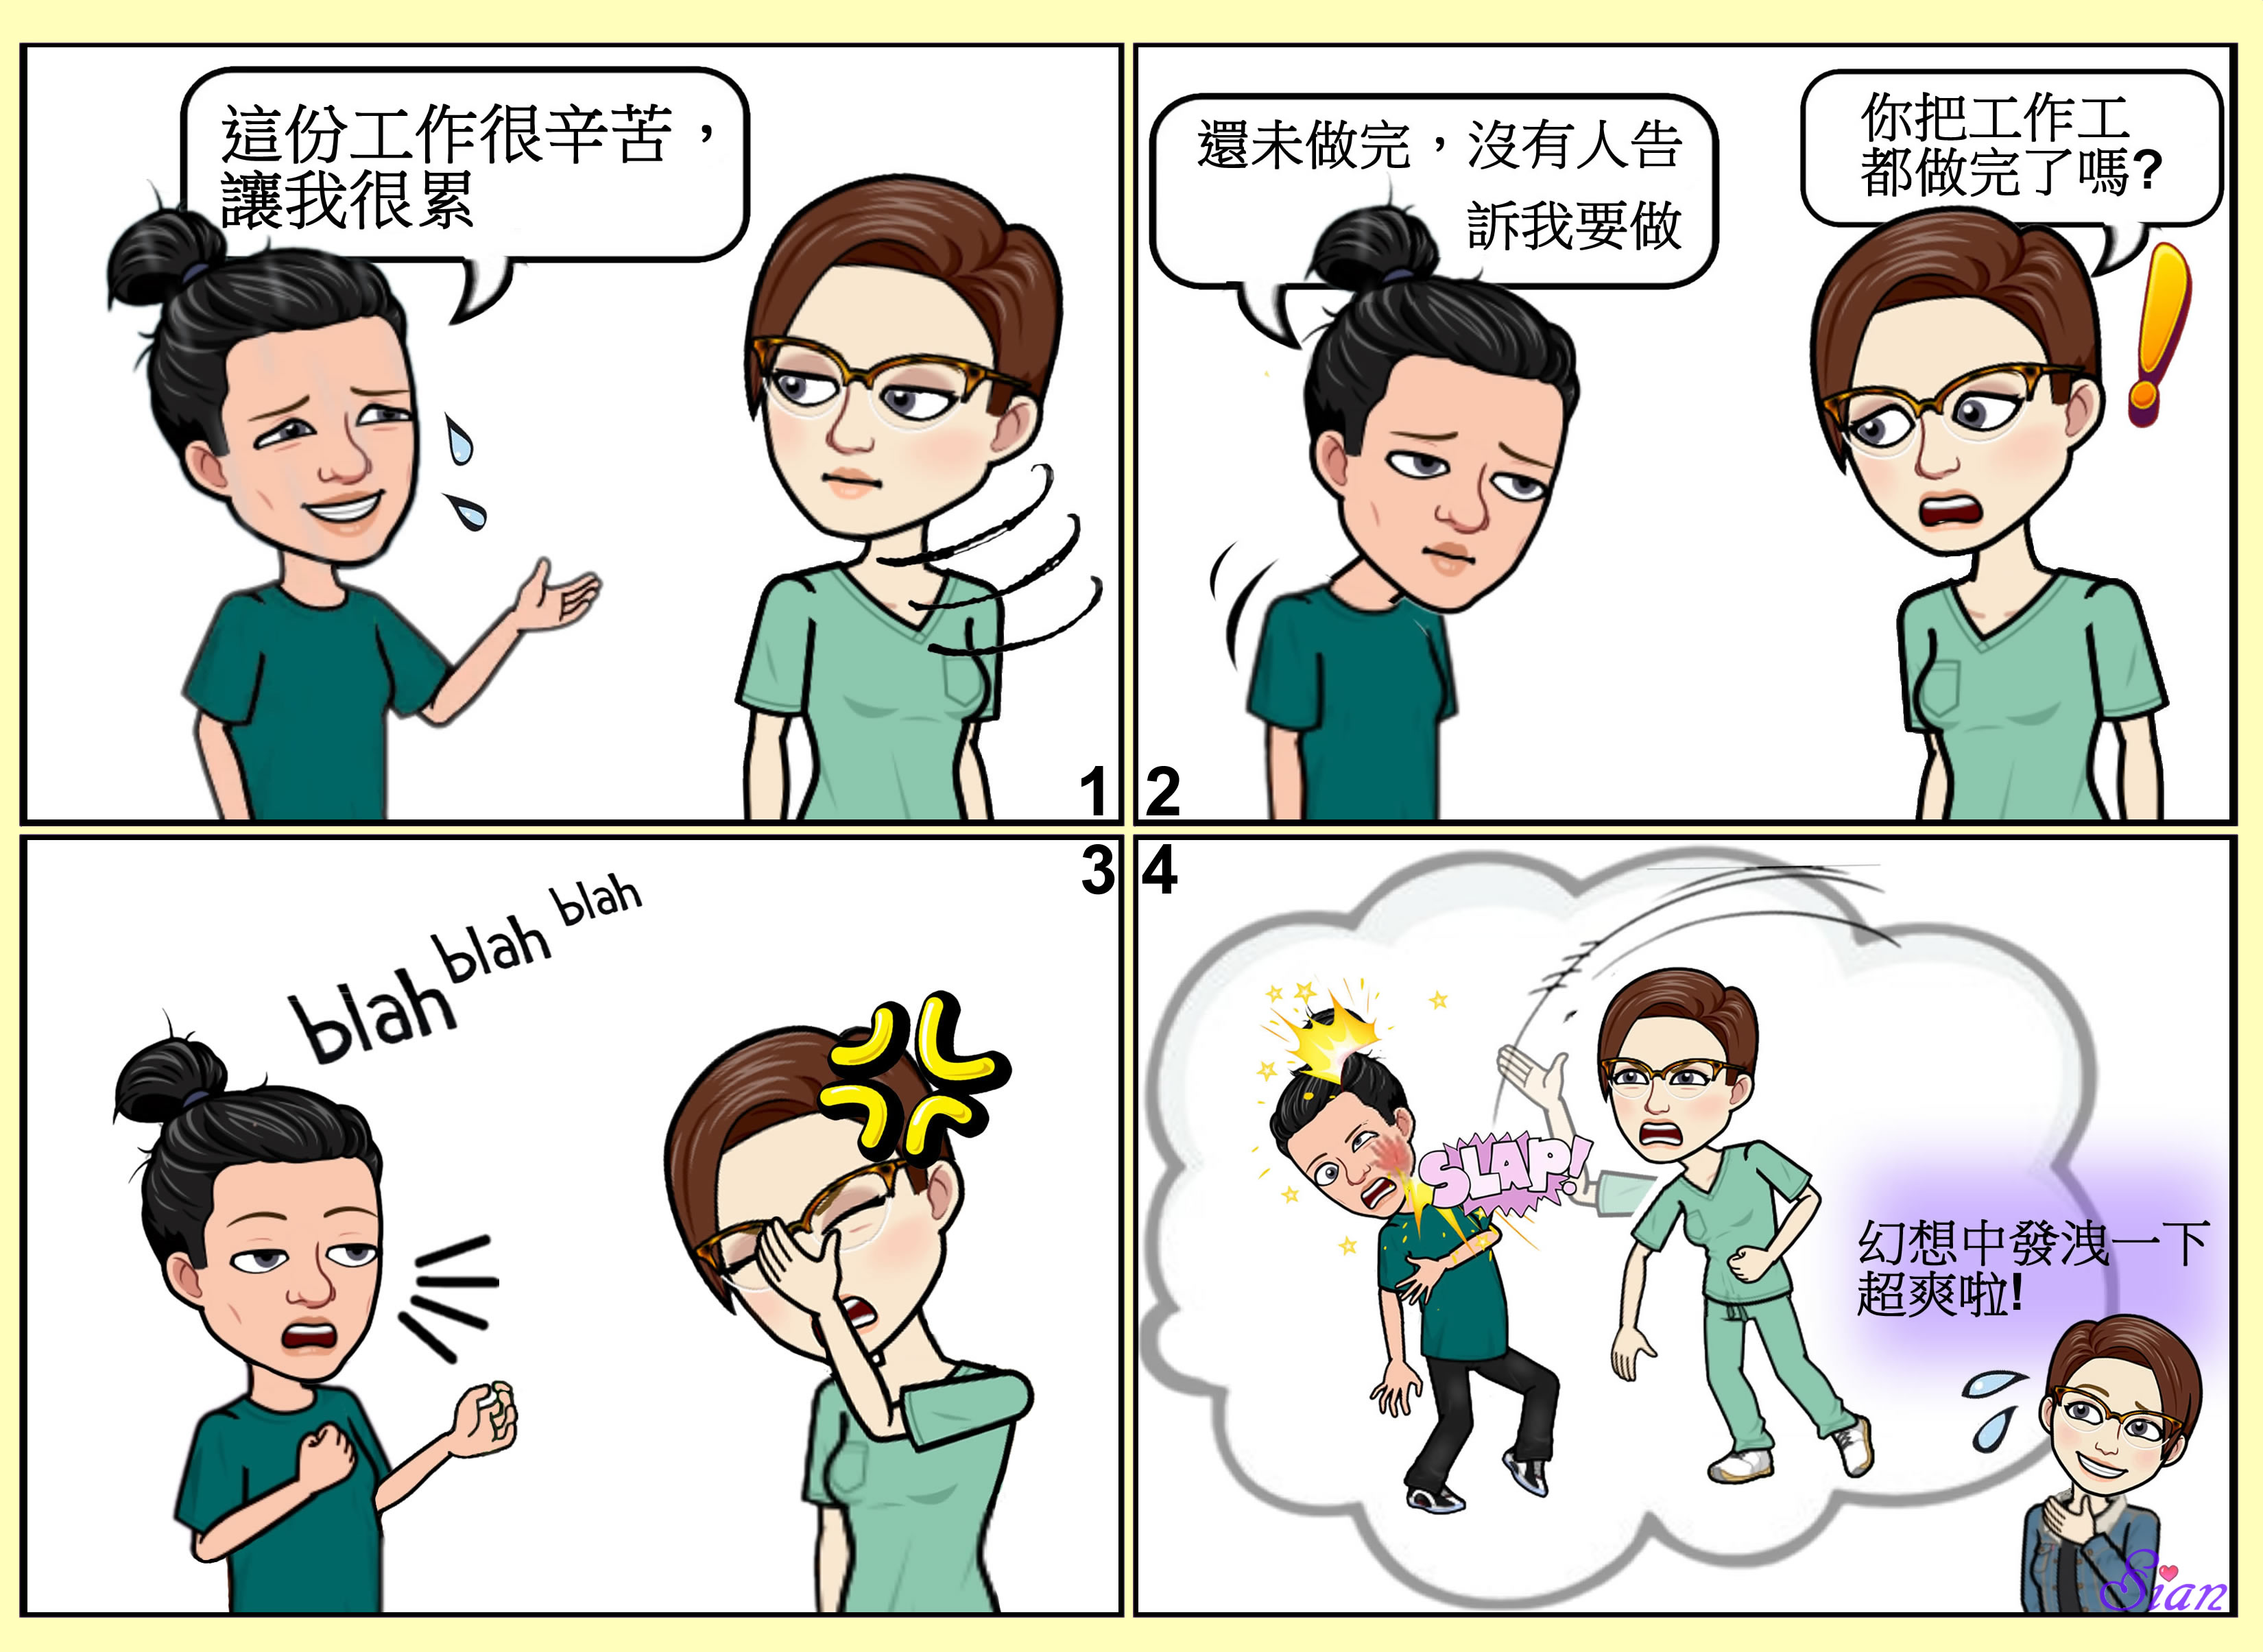 這份工作很辛苦，
讓我很累
1
你把工作工
都做完了嗎?
還未做完，沒有人告
訴我要做
2
blah blah blah
3
4
SLAP!
幻想中發洩一下
超爽啦!
Sian